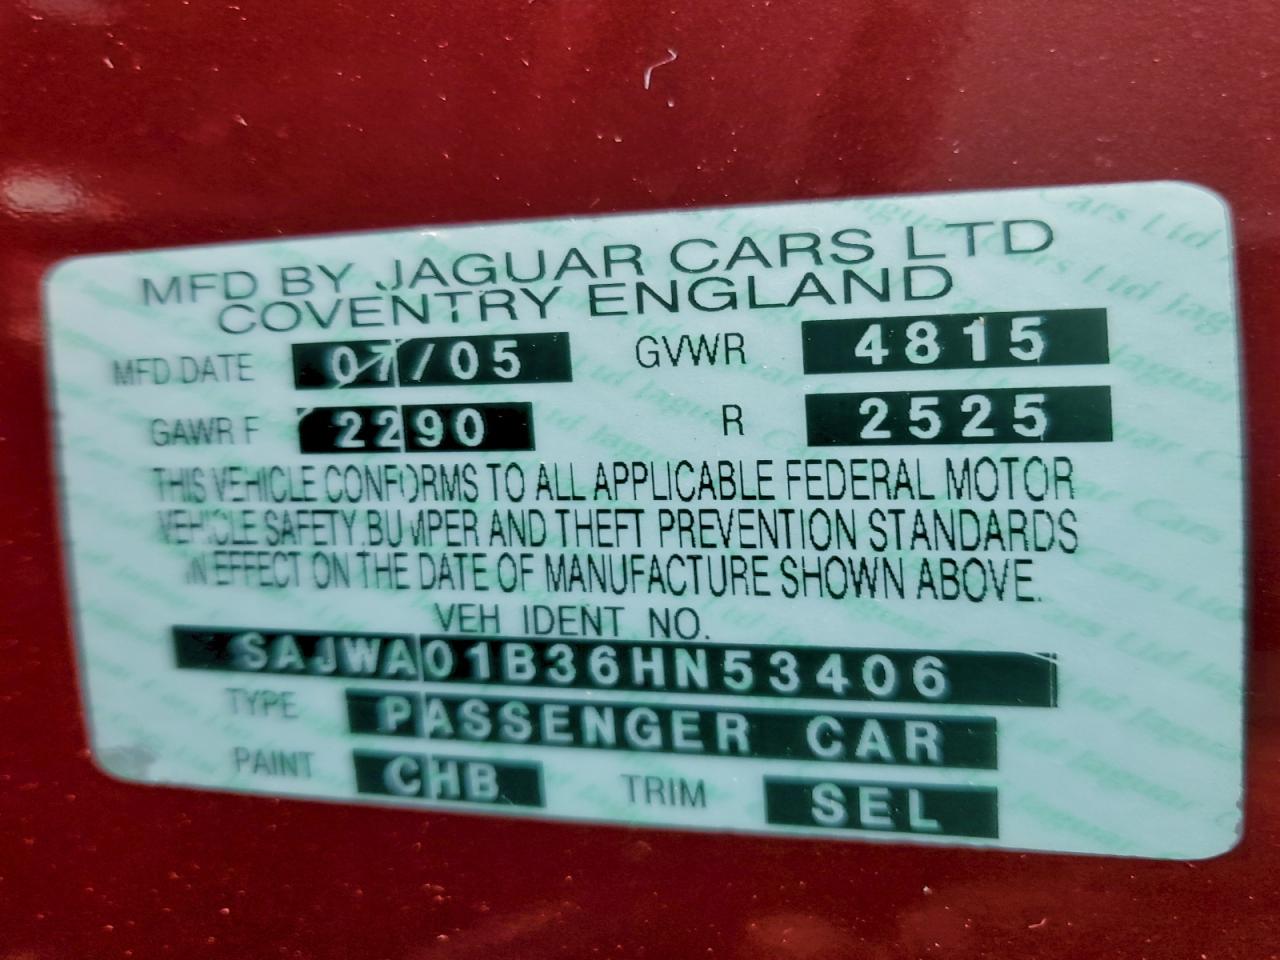 MFD BY JAGUAR CARS LTD
COVENTRY ENGLAND
MFD DATE 07/05 GVWR 4815
GAWR F 2290 R 2525
THIS VEHICLE CONFORMS TO ALL APPLICABLE FEDERAL MOTOR
VEHICLE SAFETY.BUMPER AND THEFT PREVENTION STANDARDS
IN EFFECT ON THE DATE OF MANUFACTURE SHOWN ABOVE.
VEH IDENT NO.
SAJWA01B36HN53406
TYPE PASSENGER CAR
PAINT CHB TRIM SEL